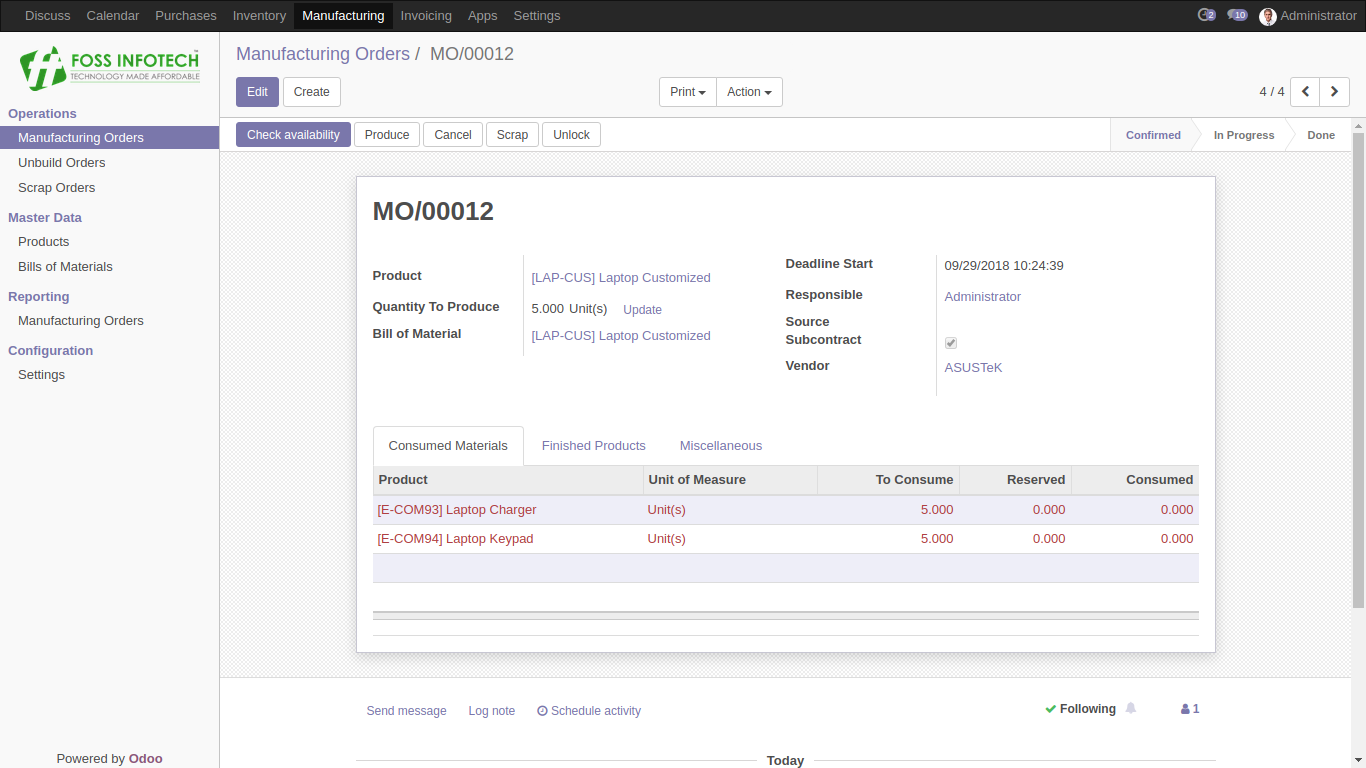 Discuss Calendar Purchases Inventory Manufacturing Invoicing Apps Settings 2 10 Administrator
FOSS INFOTECH
TECHNOLOGY MADE AFFORDABLE
Manufacturing Orders / MO/00012
Edit Create Print Action 4 / 4
Operations
Manufacturing Orders
Unbuild Orders
Scrap Orders
Master Data
Products
Bills of Materials
Reporting
Manufacturing Orders
Configuration
Settings
Powered by Odoo
Check availability Produce Cancel Scrap Unlock Confirmed In Progress Done
MO/00012
Product [LAP-CUS] Laptop Customized
Quantity To Produce 5.000 Unit(s) Update
Bill of Material [LAP-CUS] Laptop Customized
Deadline Start 09/29/2018 10:24:39
Responsible Administrator
Source
Subcontract
Vendor ASUSTeK
Consumed Materials Finished Products Miscellaneous
Product Unit of Measure To Consume Reserved Consumed
[E-COM93] Laptop Charger Unit(s) 5.000 0.000 0.000
[E-COM94] Laptop Keypad Unit(s) 5.000 0.000 0.000
Send message Log note Schedule activity Following 1
Today